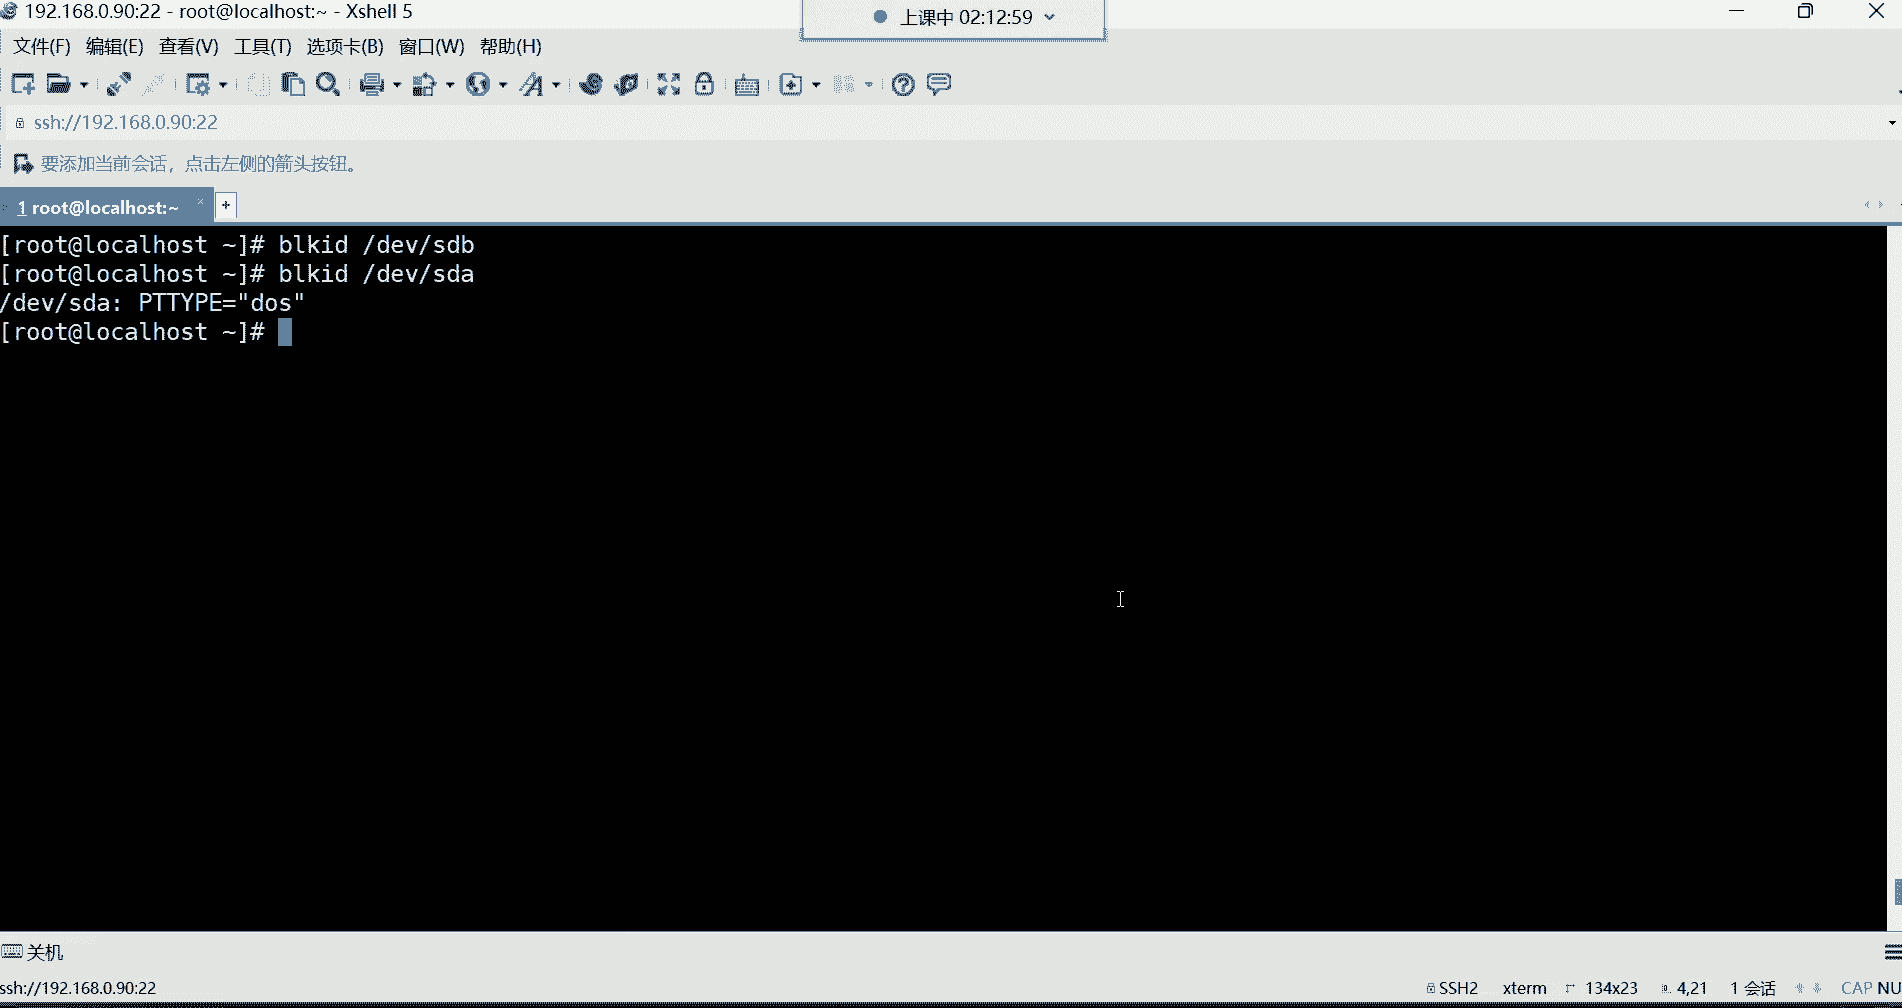 192.168.0.90:22 - root@localhost:~ - Xshell 5
上课中 02:12:59
文件(F) 编辑(E) 查看(V) 工具(T) 选项卡(B) 窗口(W) 帮助(H)
ssh://192.168.0.90:22
要添加当前会话，点击左侧的箭头按钮。
1 root@localhost:~ × +
[root@localhost ~]# blkid /dev/sdb
[root@localhost ~]# blkid /dev/sda
/dev/sda: PTTYPE="dos"
[root@localhost ~]#
关机
ssh://192.168.0.90:22 SSH2 xterm 134x23 4,21 1 会话 CAP NU